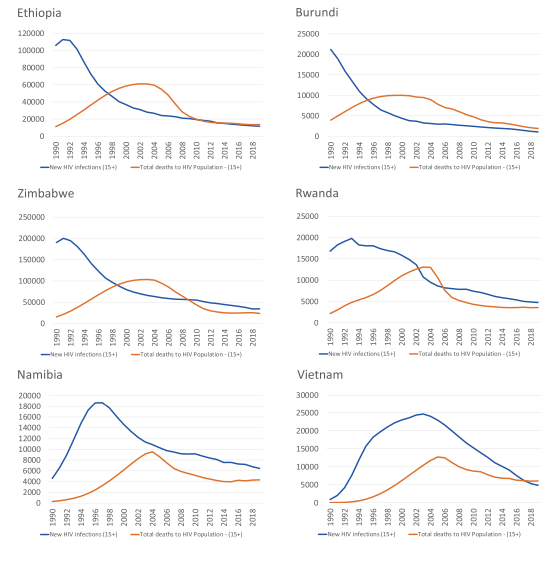 Ethiopia
120000
100000
80000
60000
40000
20000
0
1990 1992 1994 1996 1998 2000 2002 2004 2006 2008 2010 2012 2014 2016 2018
New HIV infections (15+) Total deaths to HIV Population - (15+)
Burundi
25000
20000
15000
10000
5000
0
1990 1992 1994 1996 1998 2000 2002 2004 2006 2008 2010 2012 2014 2016 2018
New HIV infections (15+) Total deaths to HIV Population - (15+)
Zimbabwe
250000
200000
150000
100000
50000
0
1990 1992 1994 1996 1998 2000 2002 2004 2006 2008 2010 2012 2014 2016 2018
New HIV infections (15+) Total deaths to HIV Population - (15+)
Rwanda
25000
20000
15000
10000
5000
0
1990 1992 1994 1996 1998 2000 2002 2004 2006 2008 2010 2012 2014 2016 2018
New HIV infections (15+) Total deaths to HIV Population - (15+)
Namibia
20000
18000
16000
14000
12000
10000
8000
6000
4000
2000
0
1990 1992 1994 1996 1998 2000 2002 2004 2006 2008 2010 2012 2014 2016 2018
New HIV infections (15+) Total deaths to HIV Population - (15+)
Vietnam
30000
25000
20000
15000
10000
5000
0
1990 1992 1994 1996 1998 2000 2002 2004 2006 2008 2010 2012 2014 2016 2018
New HIV infections (15+) Total deaths to HIV Population - (15+)